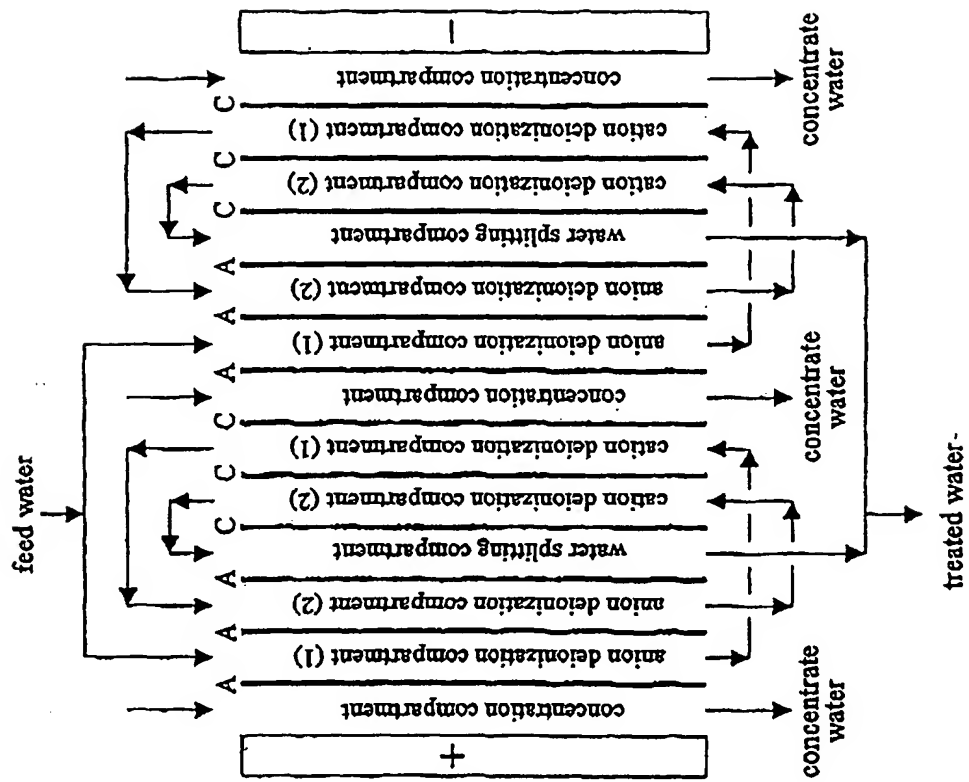 feed water
−
concentration compartment
C
cation deionization compartment (1)
C
cation deionization compartment (2)
C
water splitting compartment
A
anion deionization compartment (2)
A
anion deionization compartment (1)
A
concentration compartment
C
cation deionization compartment (1)
C
cation deionization compartment (2)
C
water splitting compartment
A
anion deionization compartment (2)
A
anion deionization compartment (1)
A
concentration compartment
+
concentrate
water
concentrate
water
concentrate
water
treated water-